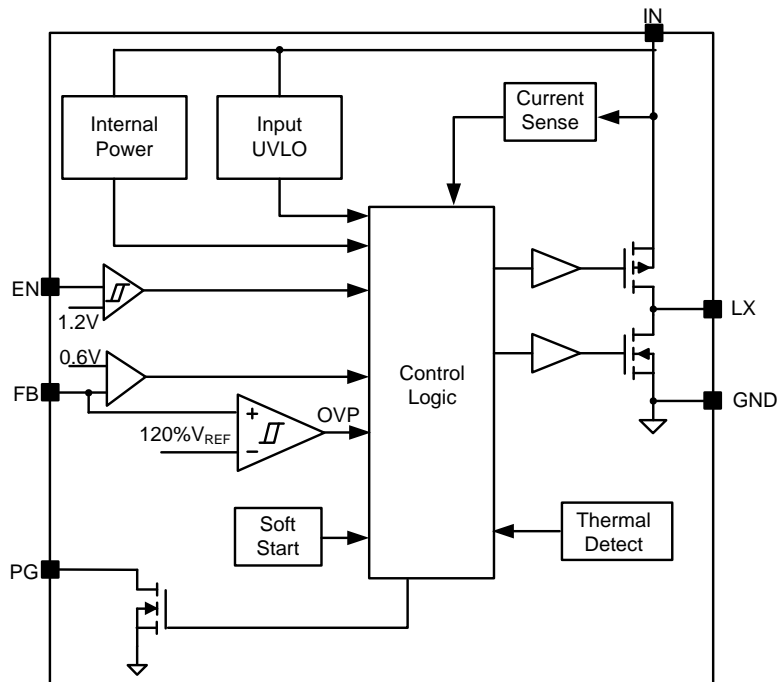 IN
Internal
Power
Input
UVLO
Current
Sense
EN
1.2V
0.6V
FB
120%VREF
+
−
OVP
Control
Logic
LX
GND
Soft
Start
Thermal
Detect
PG